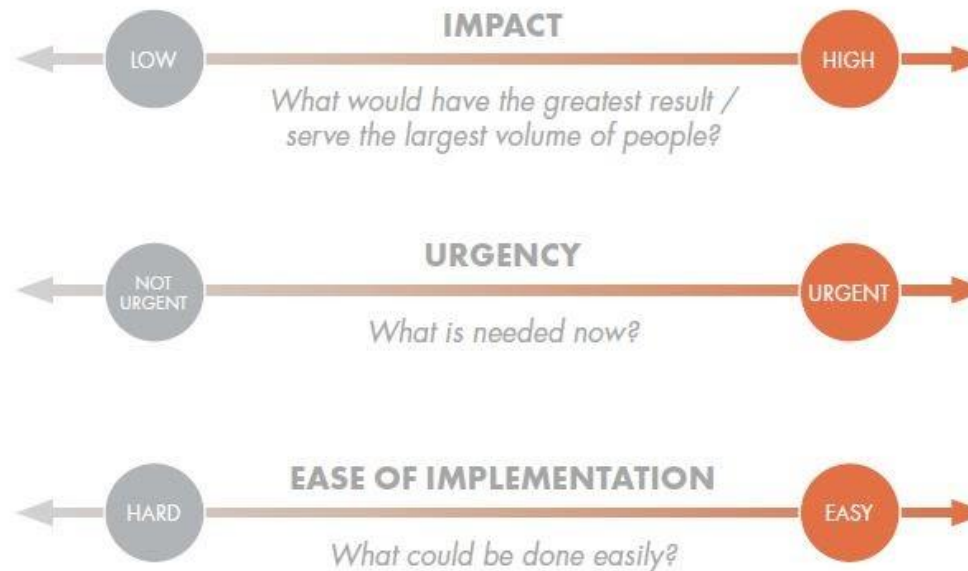 IMPACT
LOW
HIGH
What would have the greatest result /
serve the largest volume of people?
URGENCY
NOT
URGENT
URGENT
What is needed now?
EASE OF IMPLEMENTATION
HARD
EASY
What could be done easily?